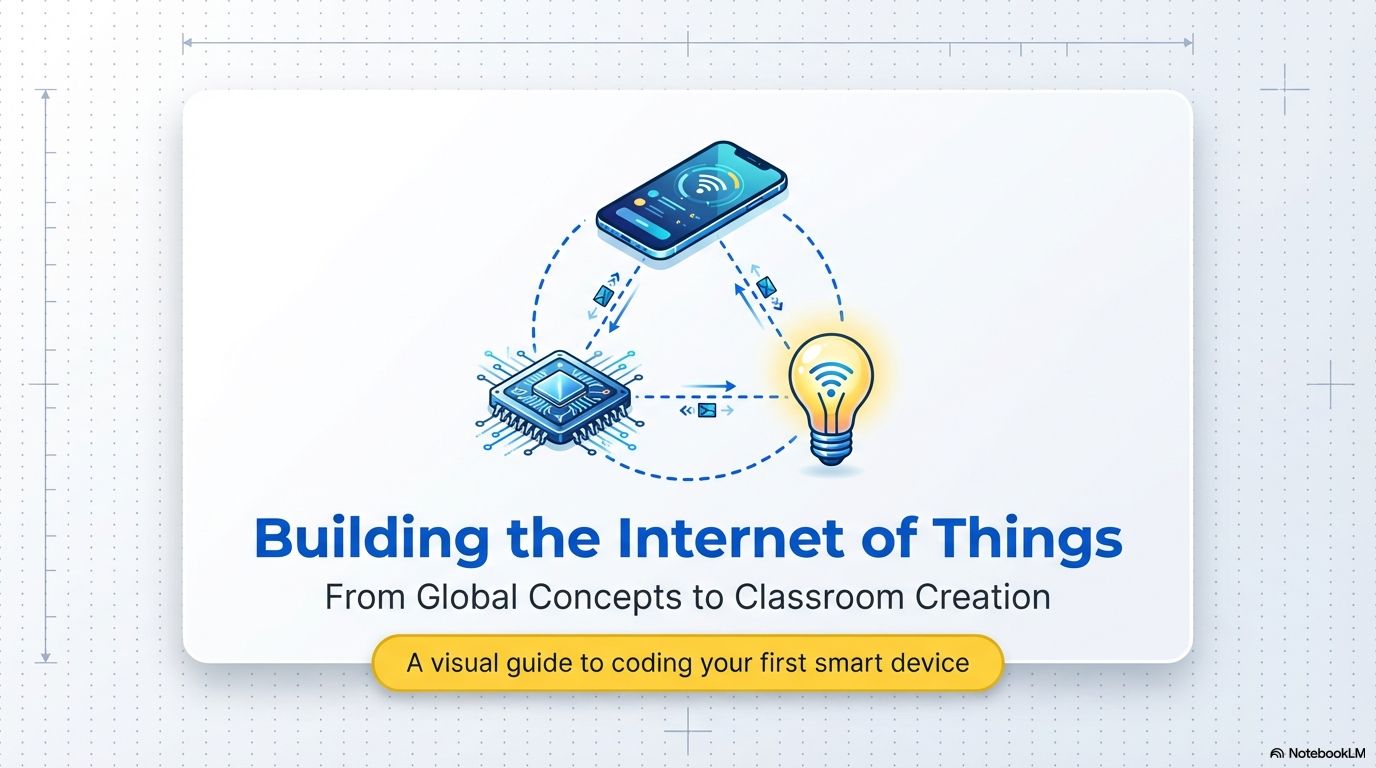 Building the Internet of Things
From Global Concepts to Classroom Creation
A visual guide to coding your first smart device
NotebookLM